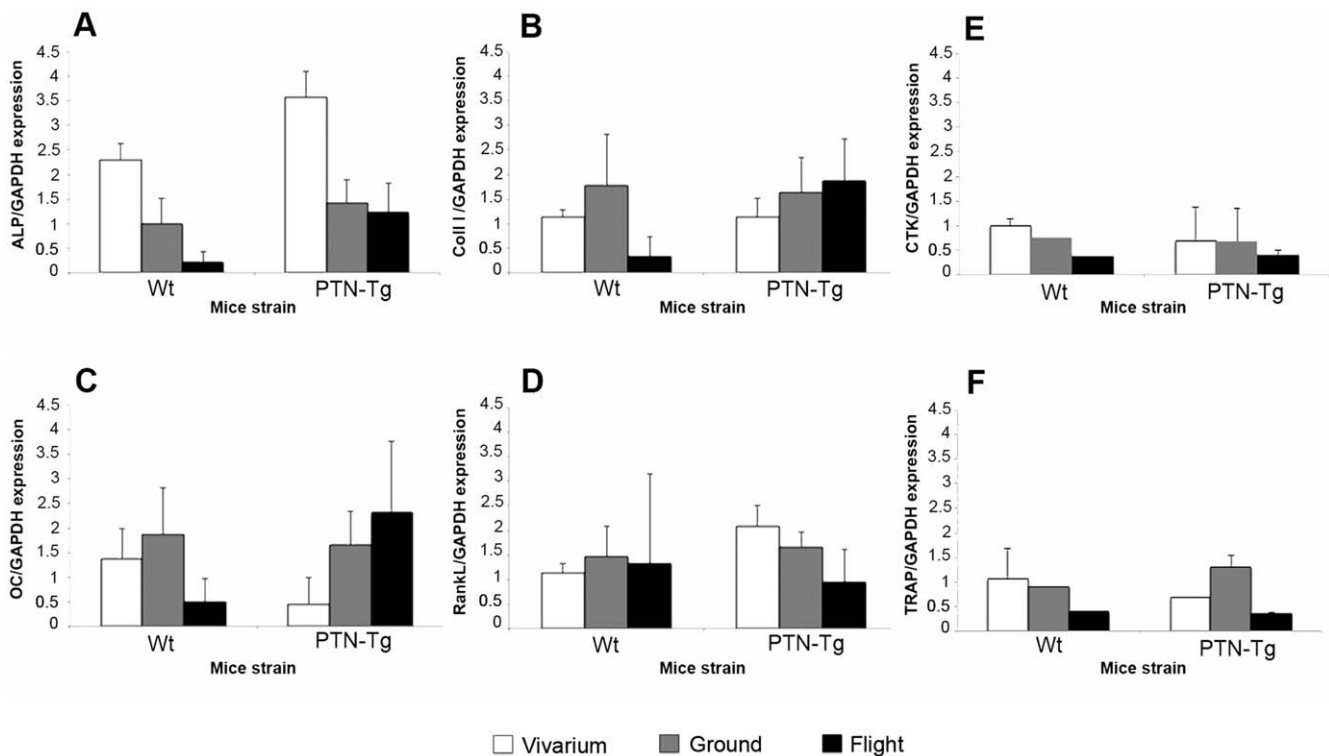 A
ALP/GAPDH expression
4.5
4
3.5
3
2.5
2
1.5
1
0.5
0
Wt
PTN-Tg
Mice strain
B
Coll I /GAPDH expression
4.5
4
3.5
3
2.5
2
1.5
1
0.5
0
Wt
PTN-Tg
Mice strain
E
CTK/GAPDH expression
4.5
4
3.5
3
2.5
2
1.5
1
0.5
0
Wt
PTN-Tg
Mice strain
C
OC/GAPDH expression
4.5
4
3.5
3
2.5
2
1.5
1
0.5
0
Wt
PTN-Tg
Mice strain
D
RankL/GAPDH expression
4.5
4
3.5
3
2.5
2
1.5
1
0.5
0
Wt
PTN-Tg
Mice strain
F
TRAP/GAPDH expression
4.5
4
3.5
3
2.5
2
1.5
1
0.5
0
Wt
PTN-Tg
Mice strain
Vivarium Ground Flight